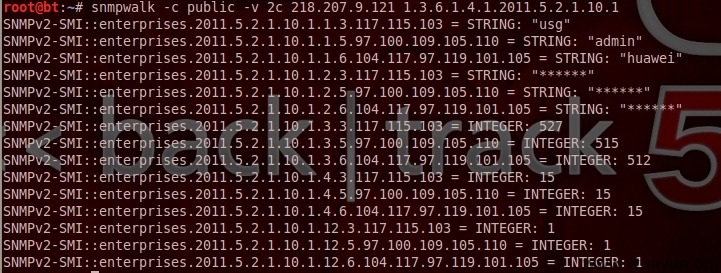 root@bt:~# snmpwalk -c public -v 2c 218.207.9.121 1.3.6.1.4.1.2011.5.2.1.10.1
SNMPv2-SMI::enterprises.2011.5.2.1.10.1.1.3.117.115.103 = STRING: "usg"
SNMPv2-SMI::enterprises.2011.5.2.1.10.1.1.5.97.100.109.105.110 = STRING: "admin"
SNMPv2-SMI::enterprises.2011.5.2.1.10.1.1.6.104.117.97.119.101.105 = STRING: "huawei"
SNMPv2-SMI::enterprises.2011.5.2.1.10.1.2.3.117.115.103 = STRING: "******"
SNMPv2-SMI::enterprises.2011.5.2.1.10.1.2.5.97.100.109.105.110 = STRING: "******"
SNMPv2-SMI::enterprises.2011.5.2.1.10.1.2.6.104.117.97.119.101.105 = STRING: "******"
SNMPv2-SMI::enterprises.2011.5.2.1.10.1.3.3.117.115.103 = INTEGER: 527
SNMPv2-SMI::enterprises.2011.5.2.1.10.1.3.5.97.100.109.105.110 = INTEGER: 515
SNMPv2-SMI::enterprises.2011.5.2.1.10.1.3.6.104.117.97.119.101.105 = INTEGER: 512
SNMPv2-SMI::enterprises.2011.5.2.1.10.1.4.3.117.115.103 = INTEGER: 15
SNMPv2-SMI::enterprises.2011.5.2.1.10.1.4.5.97.100.109.105.110 = INTEGER: 15
SNMPv2-SMI::enterprises.2011.5.2.1.10.1.4.6.104.117.97.119.101.105 = INTEGER: 15
SNMPv2-SMI::enterprises.2011.5.2.1.10.1.12.3.117.115.103 = INTEGER: 1
SNMPv2-SMI::enterprises.2011.5.2.1.10.1.12.5.97.100.109.105.110 = INTEGER: 1
SNMPv2-SMI::enterprises.2011.5.2.1.10.1.12.6.104.117.97.119.101.105 = INTEGER: 1
<< back | track 5